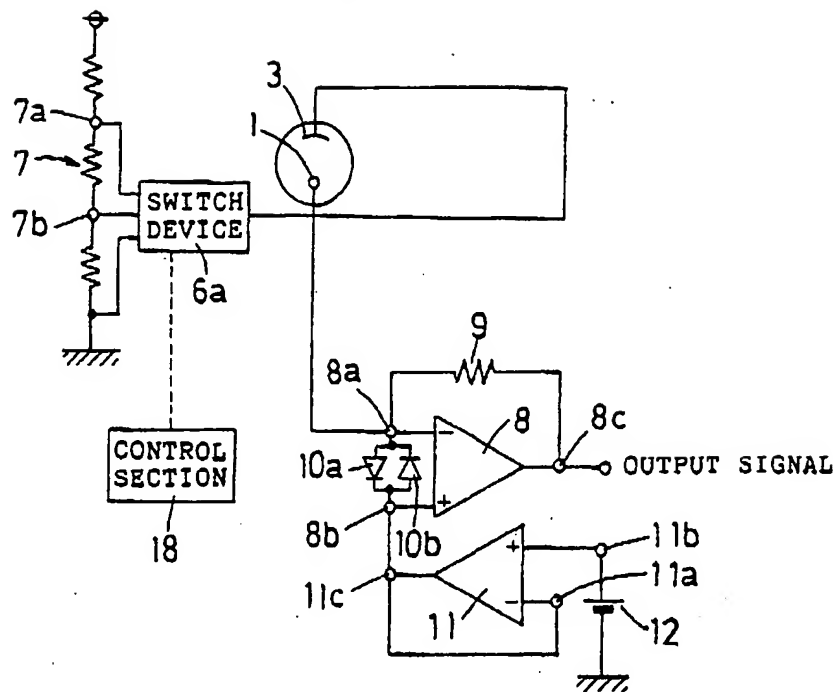 3
7a
1
7
7b
SWITCH
DEVICE
6a
9
8a
8
8c
CONTROL
SECTION
18
10a
-
+
OUTPUT SIGNAL
8b
10b
11b
11c
11
+
-
11a
12